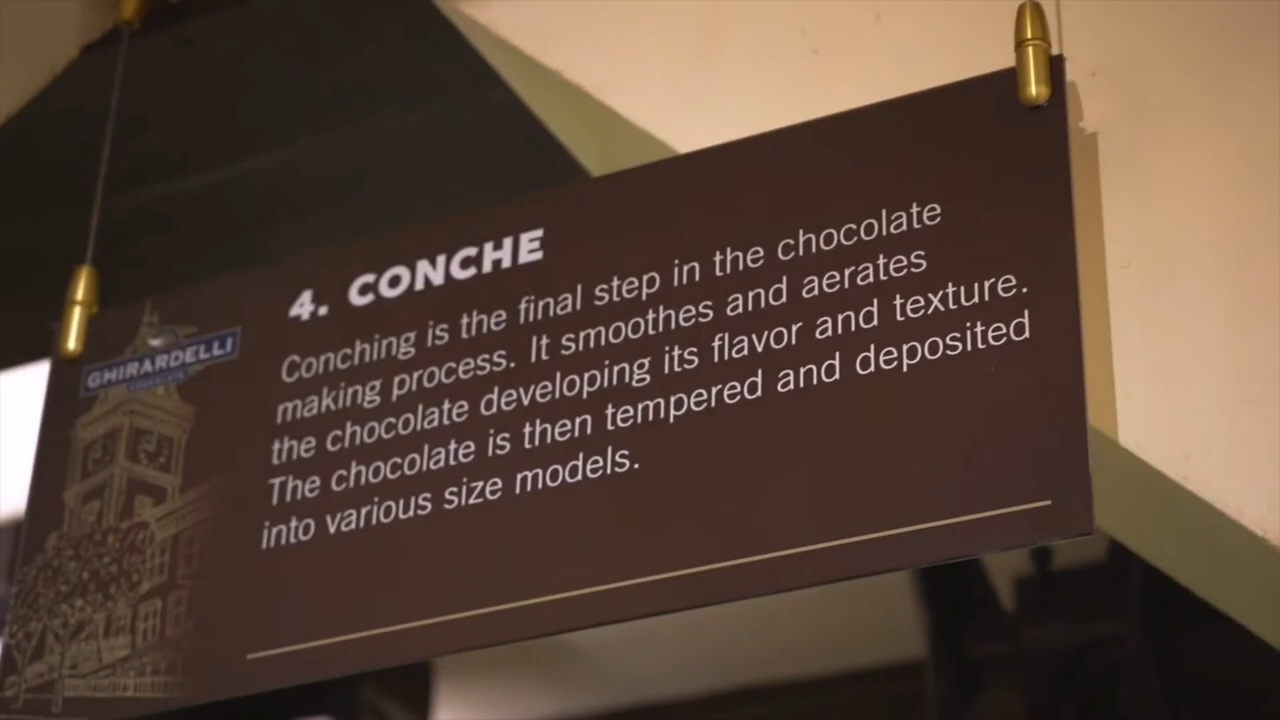 4. CONCHE
Conching is the final step in the chocolate
making process. It smoothes and aerates
the chocolate developing its flavor and texture.
The chocolate is then tempered and deposited
into various size models.
GHIRARDELLI